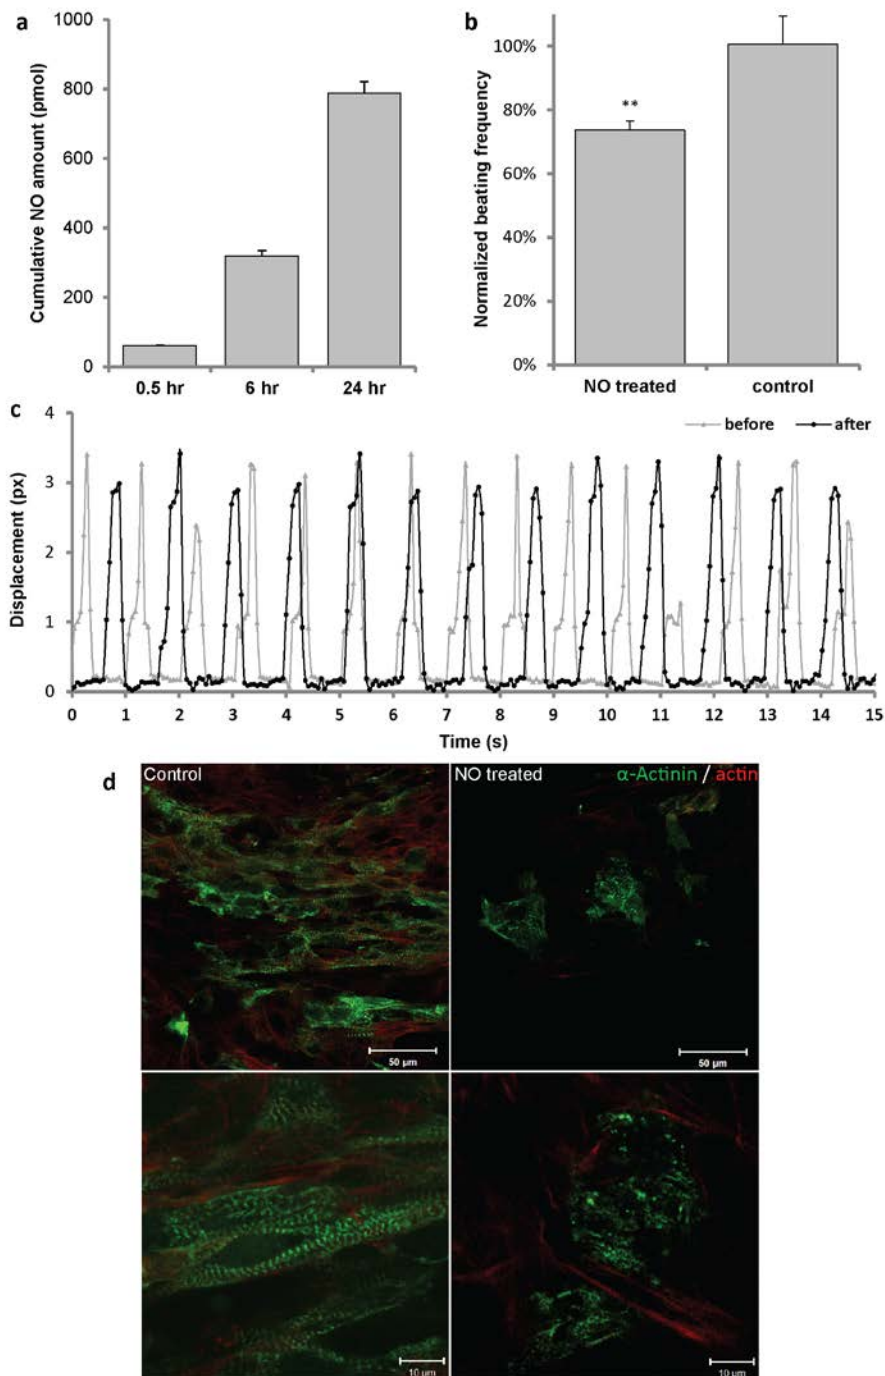 a
Cumulative NO amount (pmol)
1000
800
600
400
200
0
0.5 hr
6 hr
24 hr
b
Normalized beating frequency
100%
80%
60%
40%
20%
0%
**
NO treated
control
c
Displacement (px)
4
3
2
1
0
before
after
0 1 2 3 4 5 6 7 8 9 10 11 12 13 14 15
Time (s)
d
Control
NO treated
α-Actinin / actin
50 µm
50 µm
10 µm
10 µm